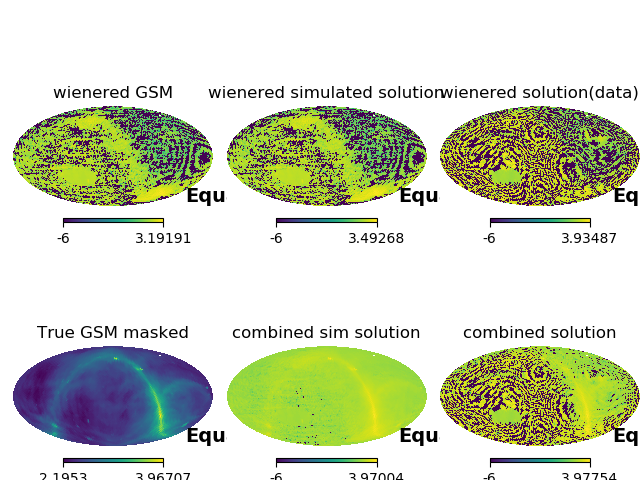 wienered GSM
wienered simulated solution
wienered solution(data)
Equ
Equ
Eq
-6 3.19191
-6 3.49268
-6 3.93487
True GSM masked
combined sim solution
combined solution
Equ
Equ
Eq
2.1953 3.96707
-6 3.97004
-6 3.97754